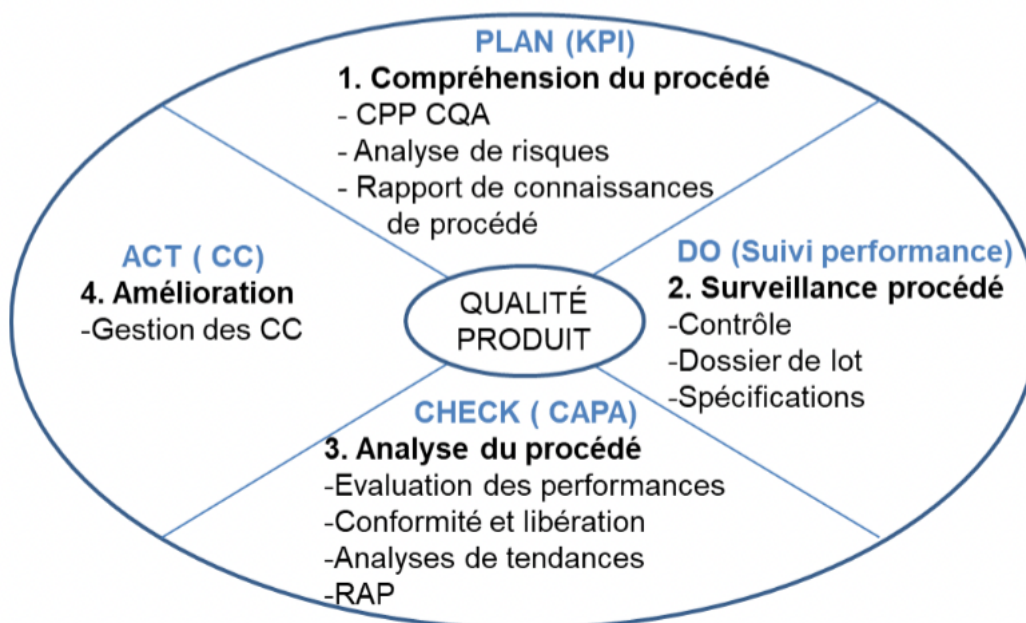 PLAN (KPI)
1. Compréhension du procédé
- CPP CQA
- Analyse de risques
- Rapport de connaissances
de procédé
ACT ( CC)
4. Amélioration
-Gestion des CC
QUALITÉ
PRODUIT
DO (Suivi performance)
2. Surveillance procédé
-Contrôle
-Dossier de lot
-Spécifications
CHECK ( CAPA)
3. Analyse du procédé
-Evaluation des performances
-Conformité et libération
-Analyses de tendances
-RAP